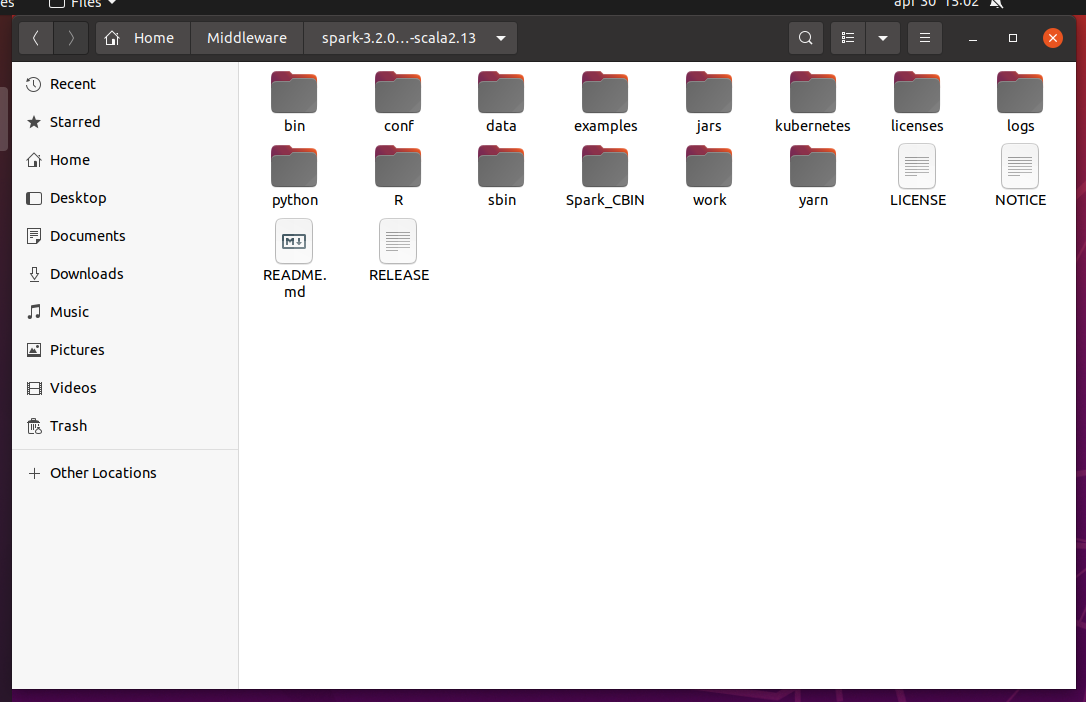 es Files apr 30 15:02
Home Middleware spark-3.2.0…-scala2.13
Recent
Starred
Home
Desktop
Documents
Downloads
Music
Pictures
Videos
Trash
Other Locations
bin conf data examples jars kubernetes licenses logs
python R sbin Spark_CBIN work yarn LICENSE NOTICE
README. RELEASE
md